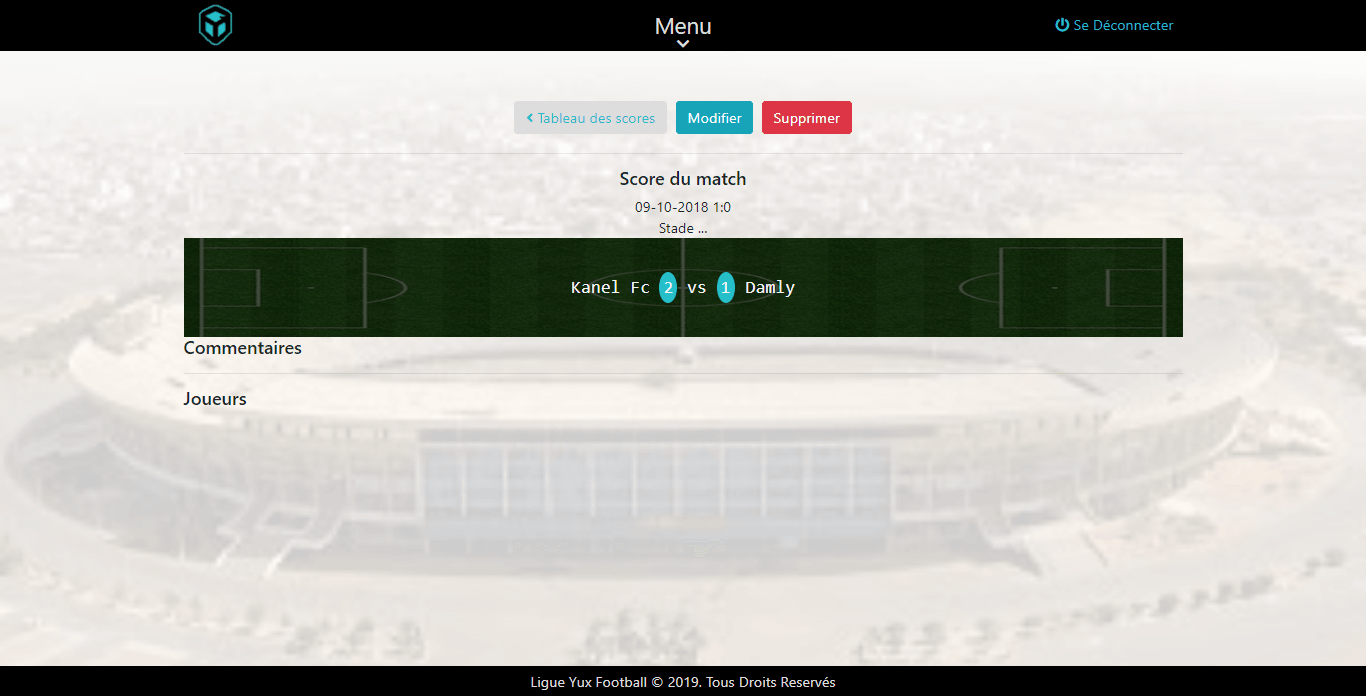 Menu
Se Déconnecter
Tableau des scores
Modifier
Supprimer
Score du match
09-10-2018 1:0
Stade ...
Kanel Fc 2 vs 1 Damly
Commentaires
Joueurs
Ligue Yux Football © 2019. Tous Droits Reservés